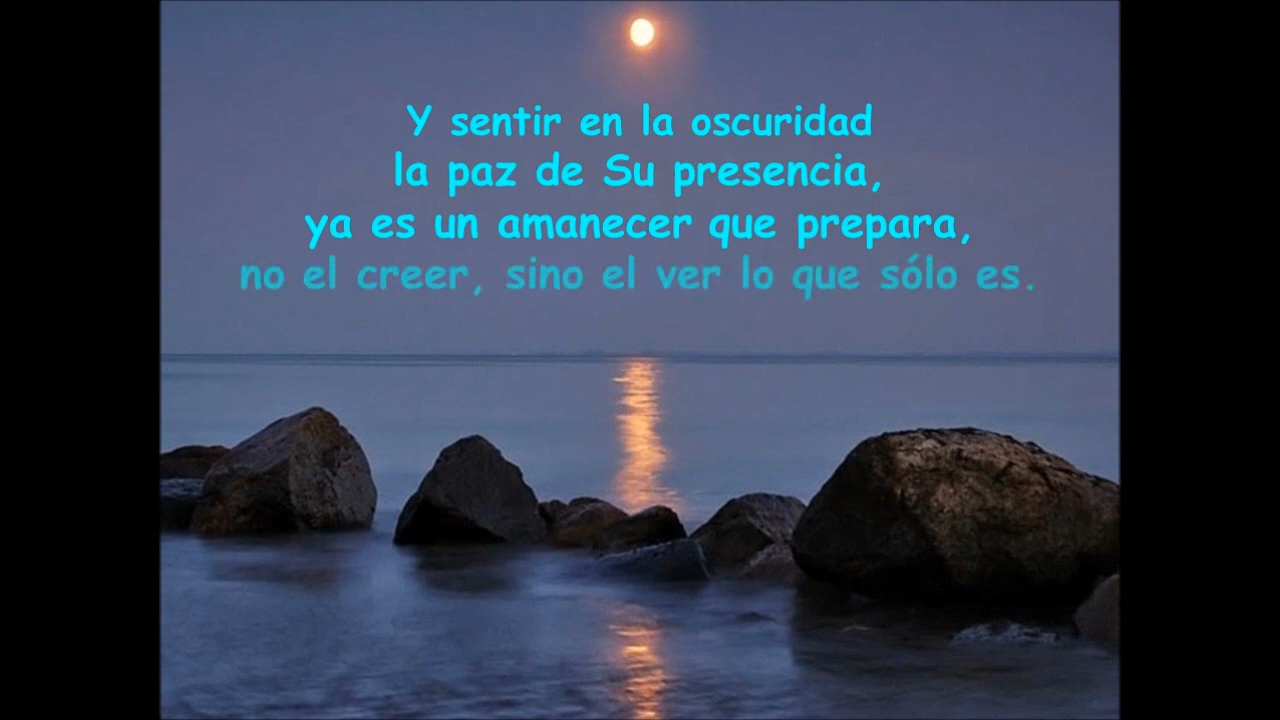 Y sentir en la oscuridad
la paz de Su presencia,
ya es un amanecer que prepara,
no el creer, sino el ver lo que sólo es.